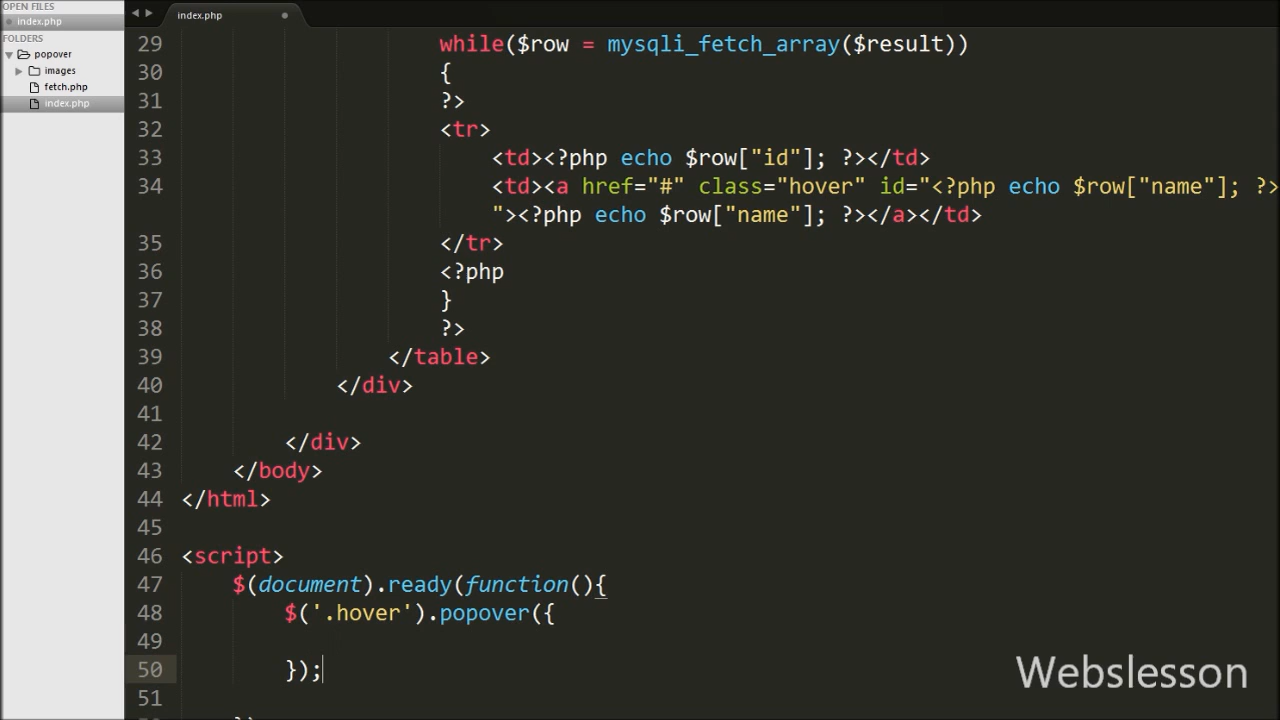 OPEN FILES
index.php
FOLDERS
popover
images
fetch.php
index.php
index.php
29 while($row = mysqli_fetch_array($result))
30 {
31 ?>
32 <tr>
33 <td><?php echo $row["id"]; ?></td>
34 <td><a href="#" class="hover" id="<?php echo $row["name"]; ?>
"><?php echo $row["name"]; ?></a></td>
35 </tr>
36 <?php
37 }
38 ?>
39 </table>
40 </div>
41
42 </div>
43 </body>
44 </html>
45
46 <script>
47 $(document).ready(function(){
48 $('.hover').popover({
49
50 });
51
Webslesson